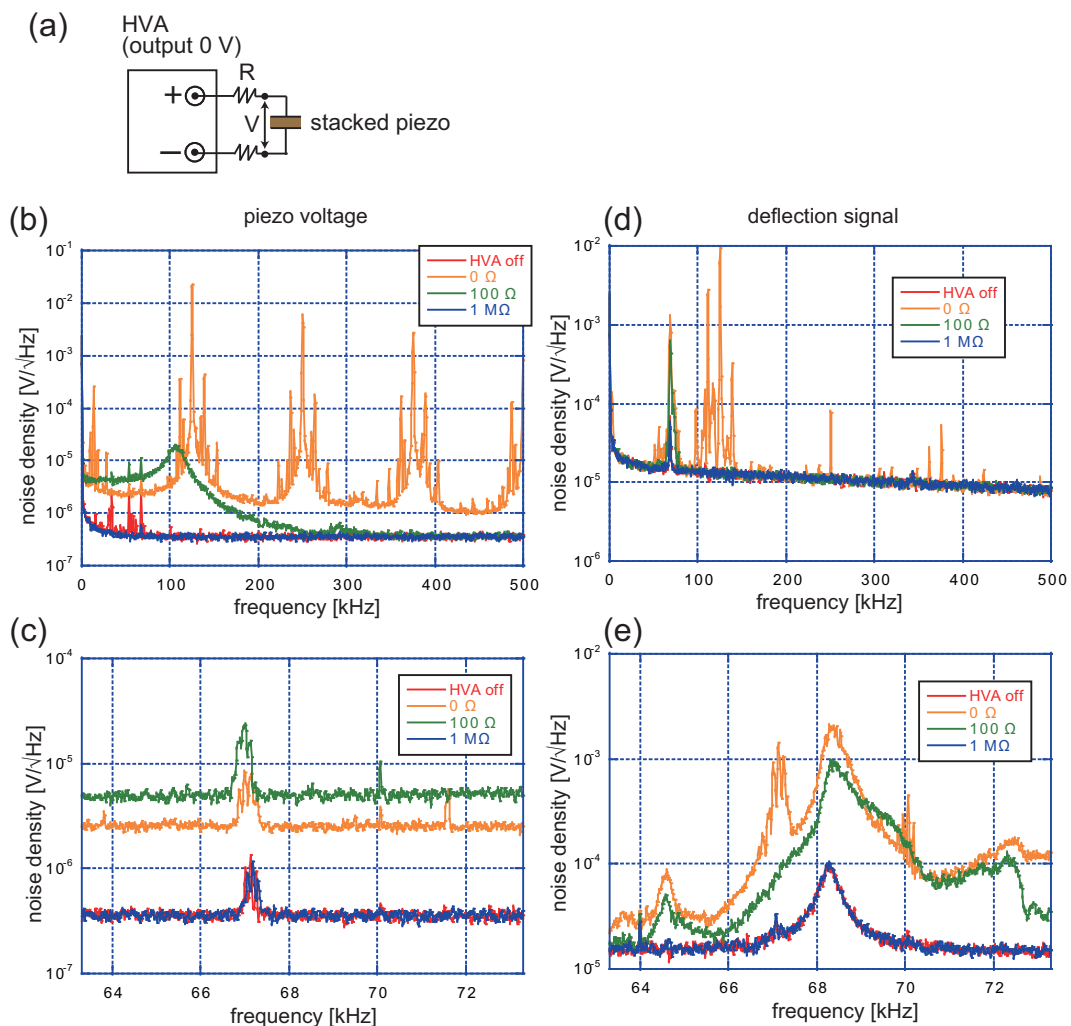 (a)
HVA
(output 0 V)
R
+
V
stacked piezo
−
(b)
piezo voltage
10⁻¹
10⁻²
10⁻³
10⁻⁴
10⁻⁵
10⁻⁶
10⁻⁷
noise density [V/√Hz]
HVA off
0 Ω
100 Ω
1 MΩ
0 100 200 300 400 500
frequency [kHz]
(d)
deflection signal
10⁻²
10⁻³
10⁻⁴
10⁻⁵
10⁻⁶
noise density [V/√Hz]
HVA off
0 Ω
100 Ω
1 MΩ
0 100 200 300 400 500
frequency [kHz]
(c)
10⁻⁴
10⁻⁵
10⁻⁶
10⁻⁷
noise density [V/√Hz]
HVA off
0 Ω
100 Ω
1 MΩ
64 66 68 70 72
frequency [kHz]
(e)
10⁻²
10⁻³
10⁻⁴
10⁻⁵
noise density [V/√Hz]
HVA off
0 Ω
100 Ω
1 MΩ
64 66 68 70 72
frequency [kHz]